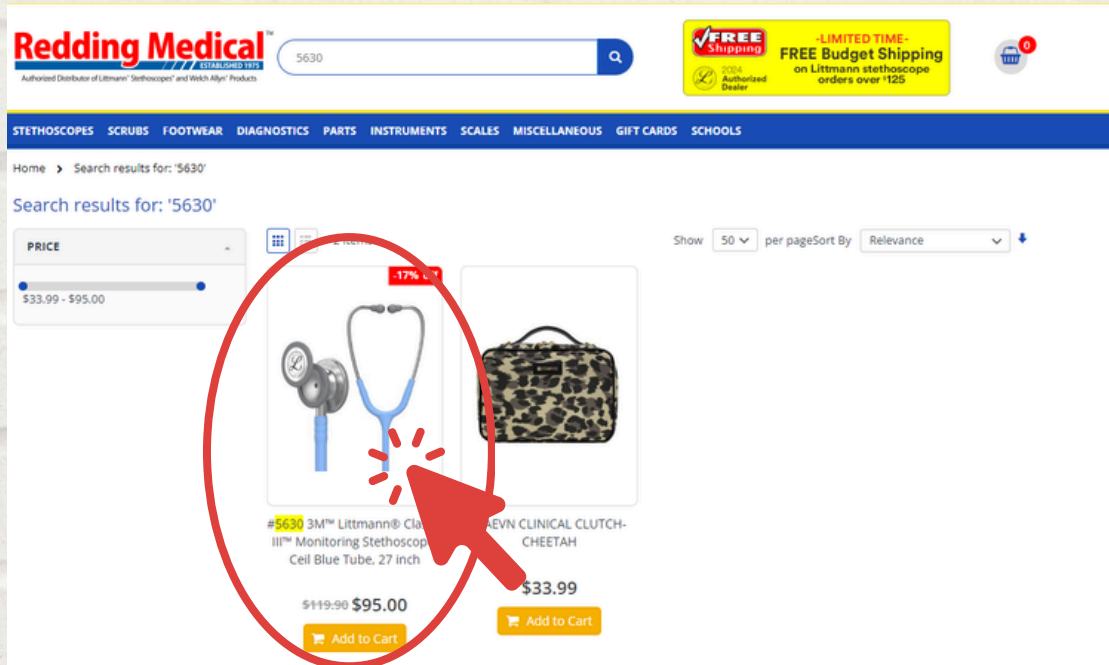 Redding Medical™
ESTABLISHED 1975
Authorized Distributor of Littmann® Stethoscopes® and Welch Allyn® Products
5630
FREE
Shipping
2024
Authorized
Dealer
-LIMITED TIME-
FREE Budget Shipping
on Littmann stethoscope
orders over $125
0
STETHOSCOPES SCRUBS FOOTWEAR DIAGNOSTICS PARTS INSTRUMENTS SCALES MISCELLANEOUS GIFT CARDS SCHOOLS
Home > Search results for: '5630'
Search results for: '5630'
PRICE
$33.99 - $95.00
2
Show 50 per page Sort By Relevance
-17%
#5630 3M™ Littmann®
III™ Monitoring
Ceil Blue Tube, 27 inch
$119.90 $95.00
Add to Cart
CLINICAL CLUTCH-
CHEETAH
$33.99
Add to Cart